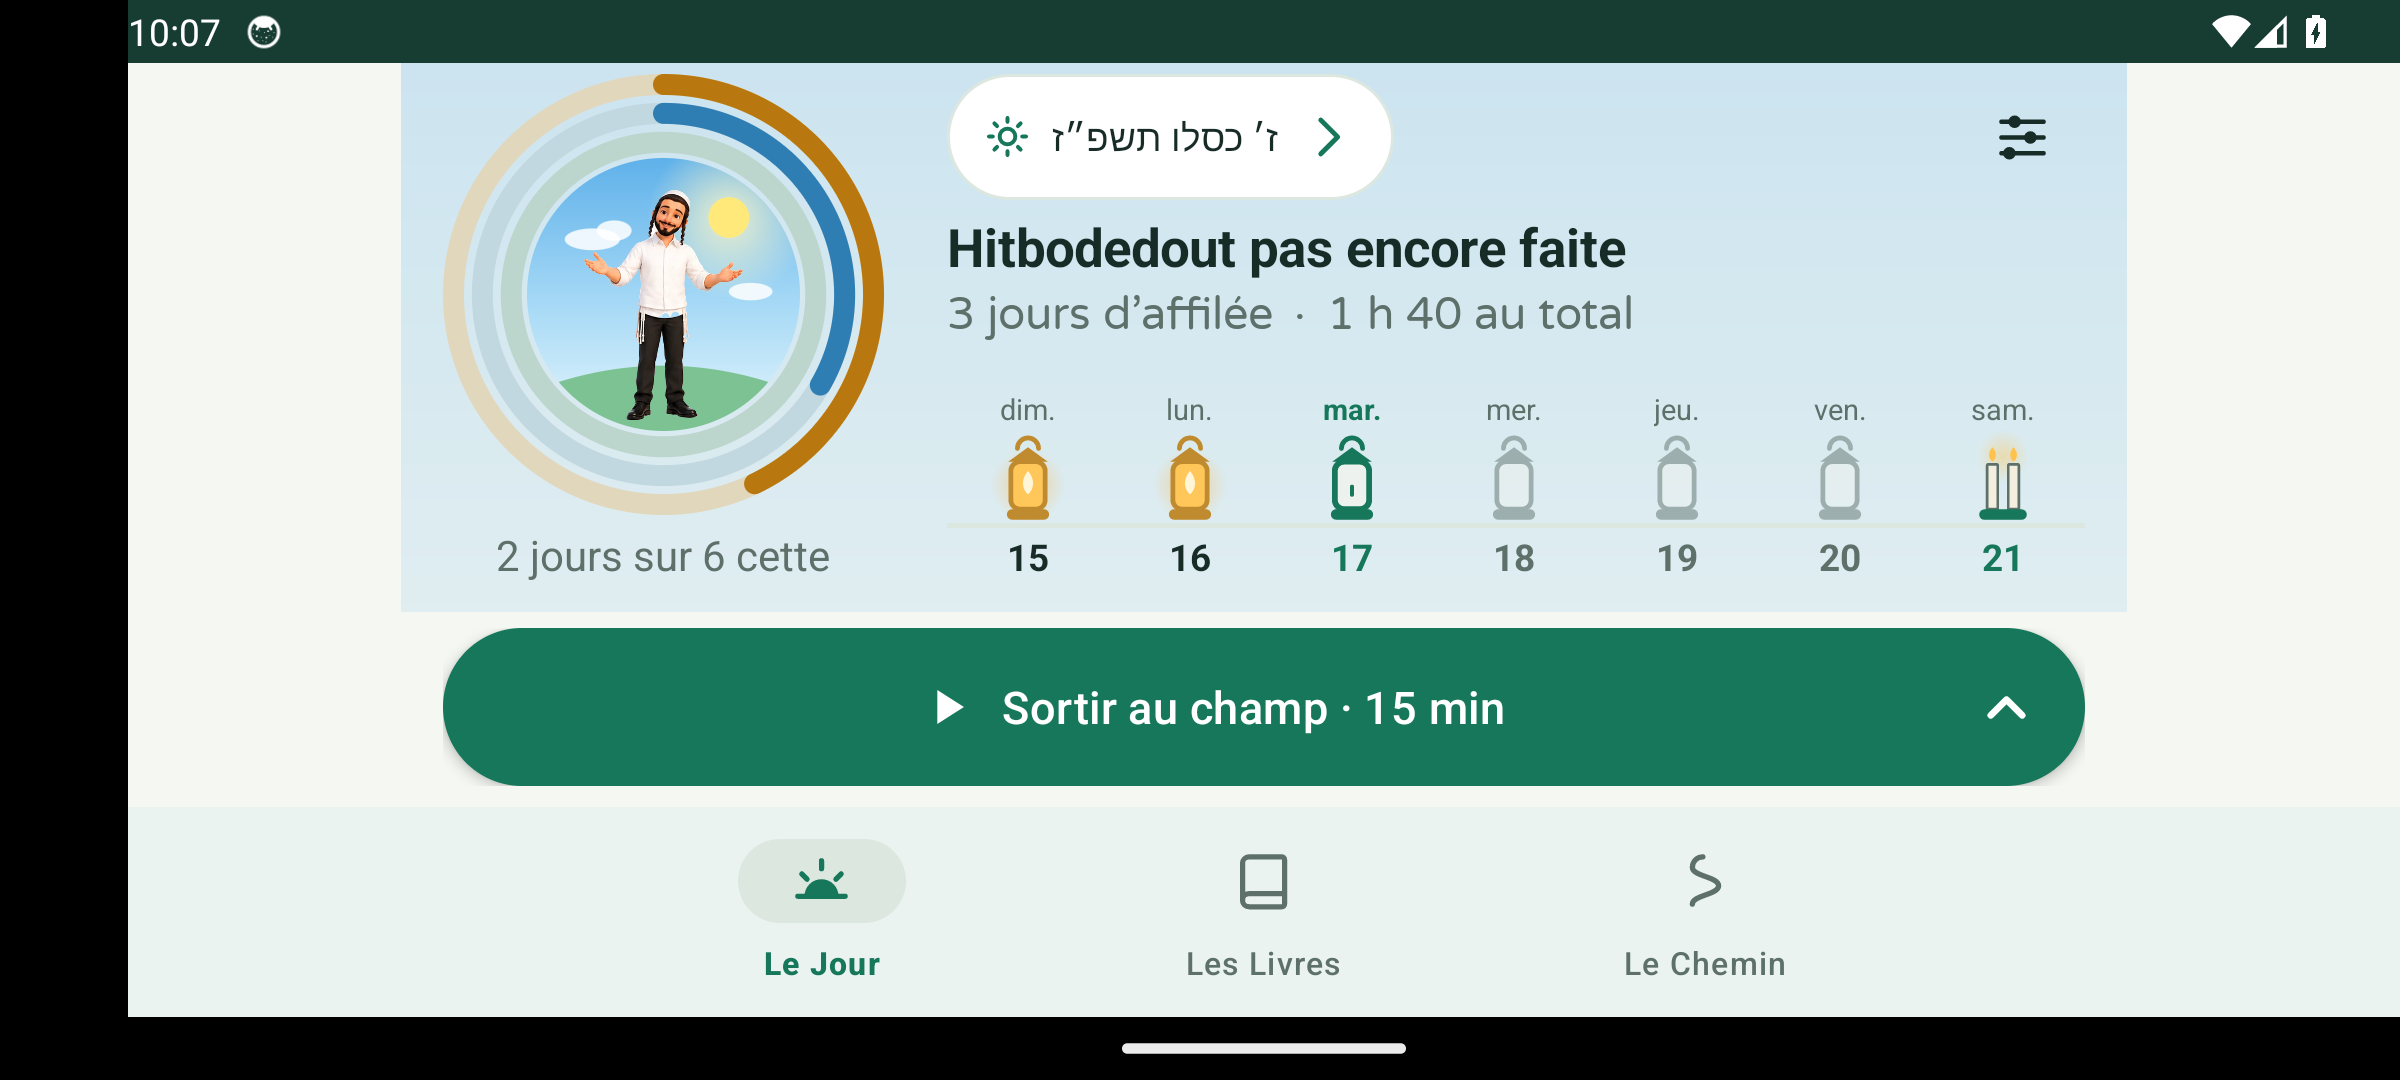 10:07
ז׳ כסלו תשפ״ז
Hitbodedout pas encore faite
3 jours d’affilée · 1 h 40 au total
dim. lun. mar. mer. jeu. ven. sam.
15 16 17 18 19 20 21
2 jours sur 6 cette
Sortir au champ · 15 min
Le Jour Les Livres Le Chemin